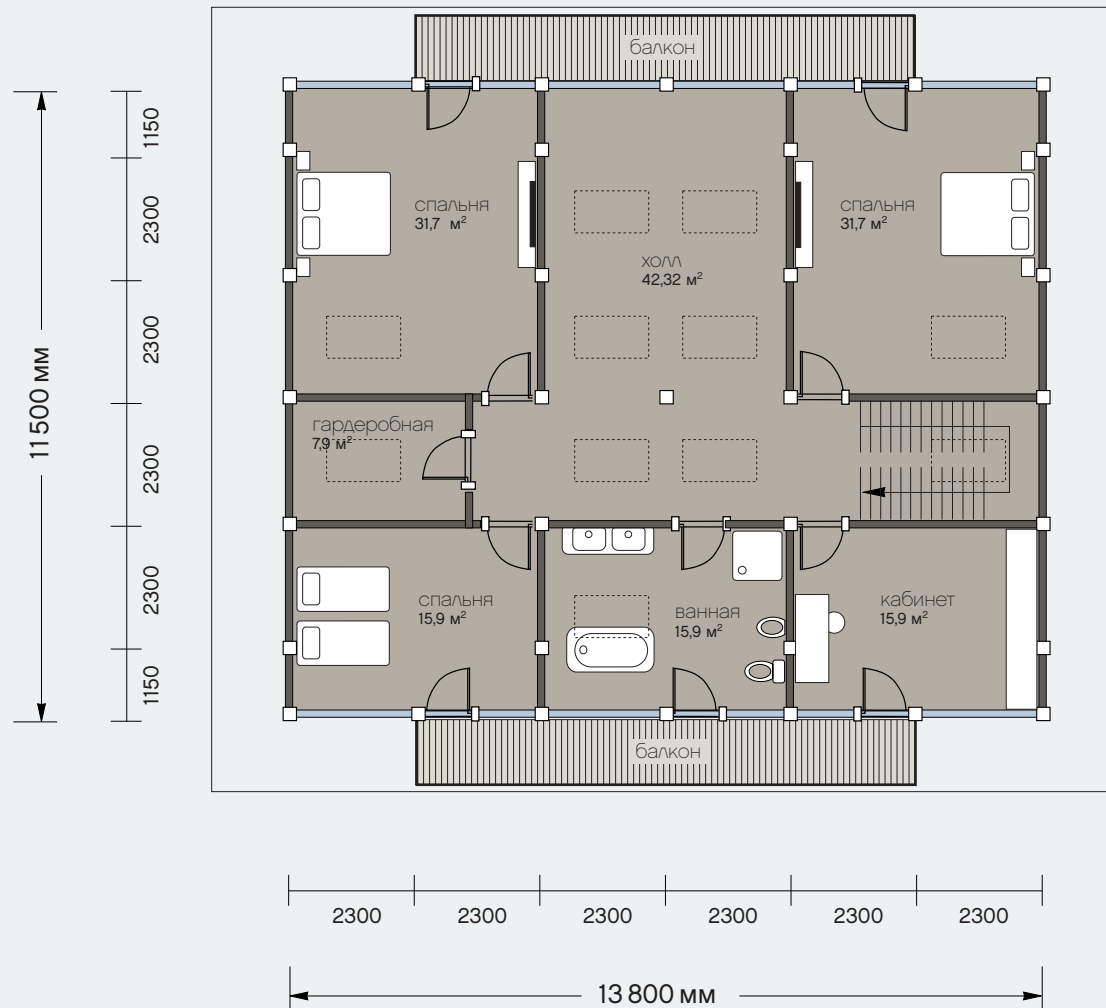 балкон
спальня
31,7 м²
холл
42,32 м²
спальня
31,7 м²
гардеробная
7,9 м²
спальня
15,9 м²
ванная
15,9 м²
кабинет
15,9 м²
балкон
11500 мм
1150
2300
2300
2300
2300
1150
2300 2300 2300 2300 2300 2300
13 800 мм